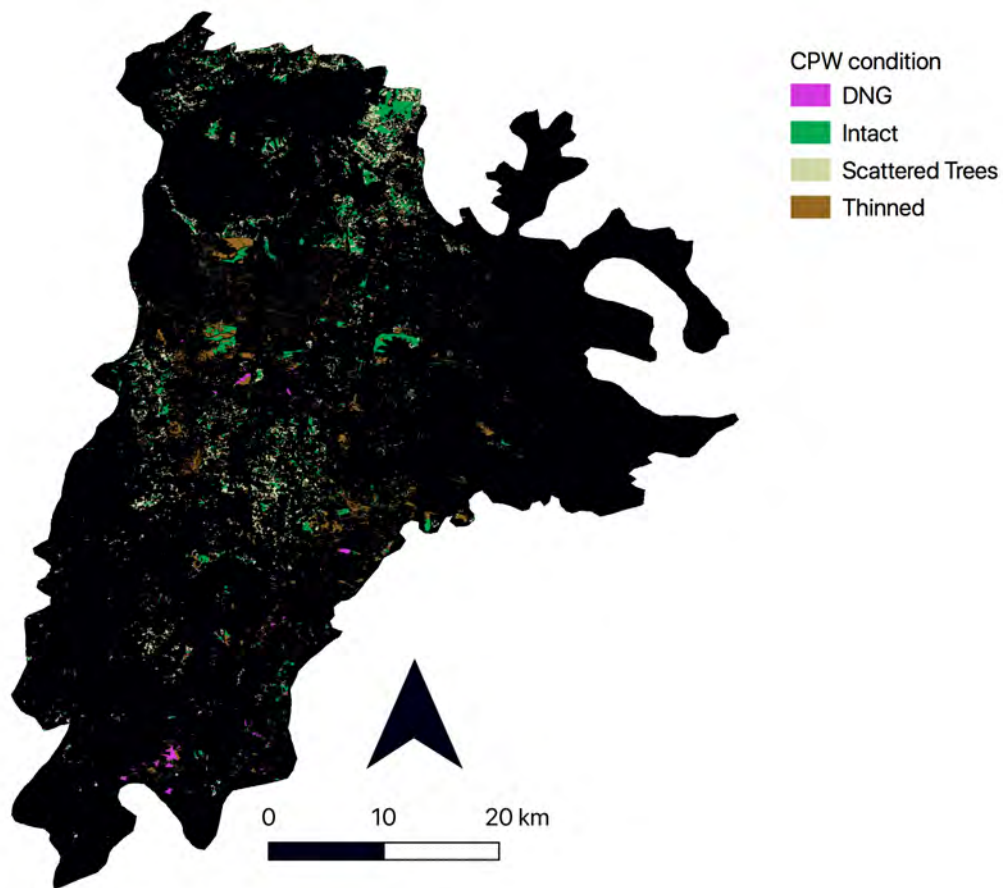 CPW condition
DNG
Intact
Scattered Trees
Thinned
0 10 20 km